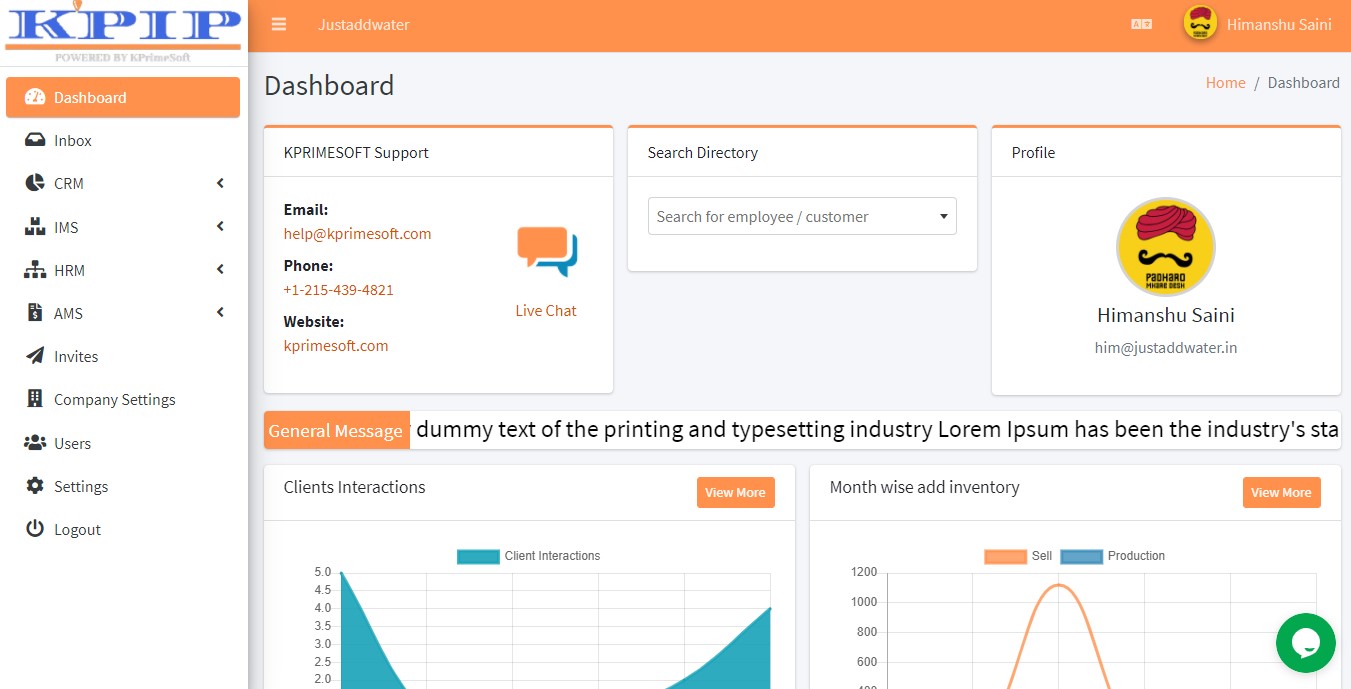 KPIP
POWERED BY KPrimeSoft
Justaddwater
Himanshu Saini
Dashboard
Inbox
CRM
IMS
HRM
AMS
Invites
Company Settings
Users
Settings
Logout
Dashboard
Home / Dashboard
KPRIMESOFT Support
Email:
help@kprimesoft.com
Phone:
+1-215-439-4821
Website:
kprimesoft.com
Live Chat
Search Directory
Search for employee / customer
Profile
PADHARO
MHARE DESH
Himanshu Saini
him@justaddwater.in
General Message
dummy text of the printing and typesetting industry Lorem Ipsum has been the industry's sta
Clients Interactions
View More
Client Interactions
5.0
4.5
4.0
3.5
3.0
2.5
2.0
Month wise add inventory
View More
Sell Production
1200
1000
800
600